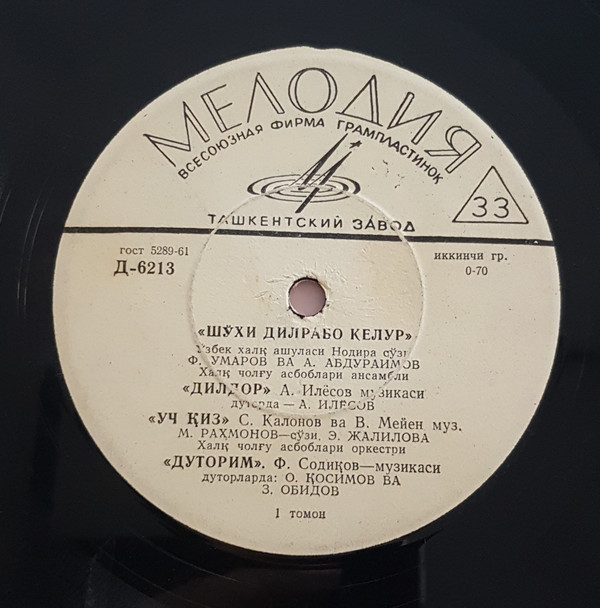 МЕЛОДИЯ
ВСЕСОЮЗНАЯ ФИРМА ГРАМПЛАСТИНОК
33
ТАШКЕНТСКИЙ ЗАВОД
гост 5289-61
Д-6213
иккинчи гр.
0-70
«ШЎХИ ДИЛРАБО КЕЛУР»
Узбек халқ ашуласи Нодира сўзи
Ф. УМАРОВ ВА А. АБДУРАИМОВ
Халқ чолғу асбоблари ансамбли
«ДИЛДОР» А. Илёсов музикаси
дуторда — А. ИЛЁСОВ
«УЧ ҚИЗ» С. Калонов ва В. Мейен муз.
М. РАҲМОНОВ—сўзи, Э. ЖАЛИЛОВА
Халқ чолғу асбоблари оркестри
«ДУТОРИМ». Ф. Содиқов—музикаси
дуторларда: О. ҚОСИМОВ ВА
З. ОБИДОВ
1 томон